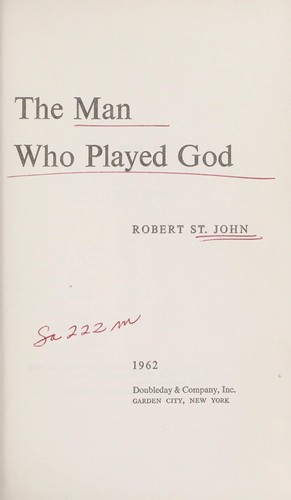 The Man
Who Played God
ROBERT ST. JOHN
Sa 222 m
1962
Doubleday & Company, Inc.
GARDEN CITY, NEW YORK